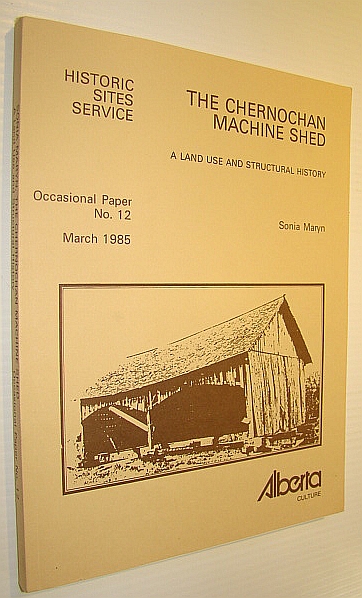 HISTORIC
SITES
SERVICE
Occasional Paper
No. 12
March 1985
THE CHERNOCHAN
MACHINE SHED
A LAND USE AND STRUCTURAL HISTORY
Sonia Maryn
Alberta
CULTURE